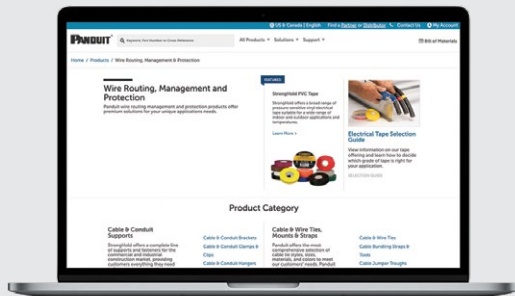 US & Canada | English Find a Partner or Distributor Contact Us My Account
PANDUIT Keyword, Part Number or Cross Reference All Products Solutions Support Bill of Materials
Home / Products / Wire Routing, Management & Protection
Wire Routing, Management and
Protection
Panduit wire routing management and protection products offer
premium solutions for your unique applications needs.
FEATURED
StrongHold PVC Tape
StrongHold offers a broad range of
pressure-sensitive vinyl electrical
tape suitable for a wide range of
indoor and outdoor applications and
temperatures.
Learn More >
Electrical Tape Selection
Guide
View information on our tape
offering and learn how to decide
which grade of tape is right for
your application.
SELECTION GUIDE
Product Category
Cable & Conduit
Supports
StrongHold offers a complete line
of supports and fasteners for the
commercial and industrial
construction market, providing
customers everything they need
Cable & Conduit Brackets
Cable & Conduit Clamps &
Clips
Cable & Conduit Hangers
Cable & Wire Ties,
Mounts & Straps
Panduit offers the most
comprehensive selection of
cable tie styles, sizes,
materials, and colors to meet
our customers' needs. Panduit
Cable & Wire Ties
Cable Bundling Straps &
Tools
Cable Jumper Troughs